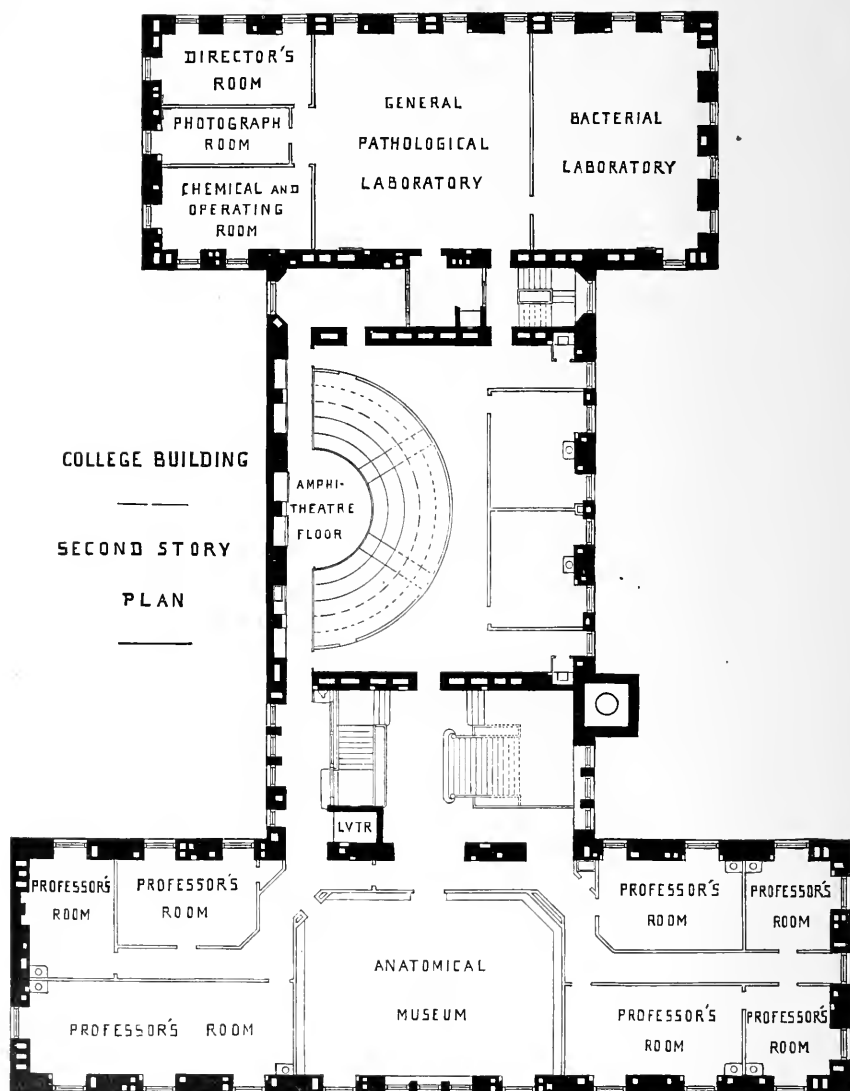 DIRECTOR'S
ROOM
PHOTOGRAPH
ROOM
CHEMICAL AND
OPERATING
ROOM
GENERAL
PATHOLOGICAL
LABORATORY
BACTERIAL
LABORATORY
COLLEGE BUILDING
SECOND STORY
PLAN
AMPHI-
THEATRE
FLOOR
LVTR
PROFESSOR'S
ROOM
PROFESSOR'S
ROOM
PROFESSOR'S
ROOM
PROFESSOR'S
ROOM
ANATOMICAL
MUSEUM
PROFESSOR'S ROOM
PROFESSOR'S
ROOM
PROFESSOR'S
ROOM